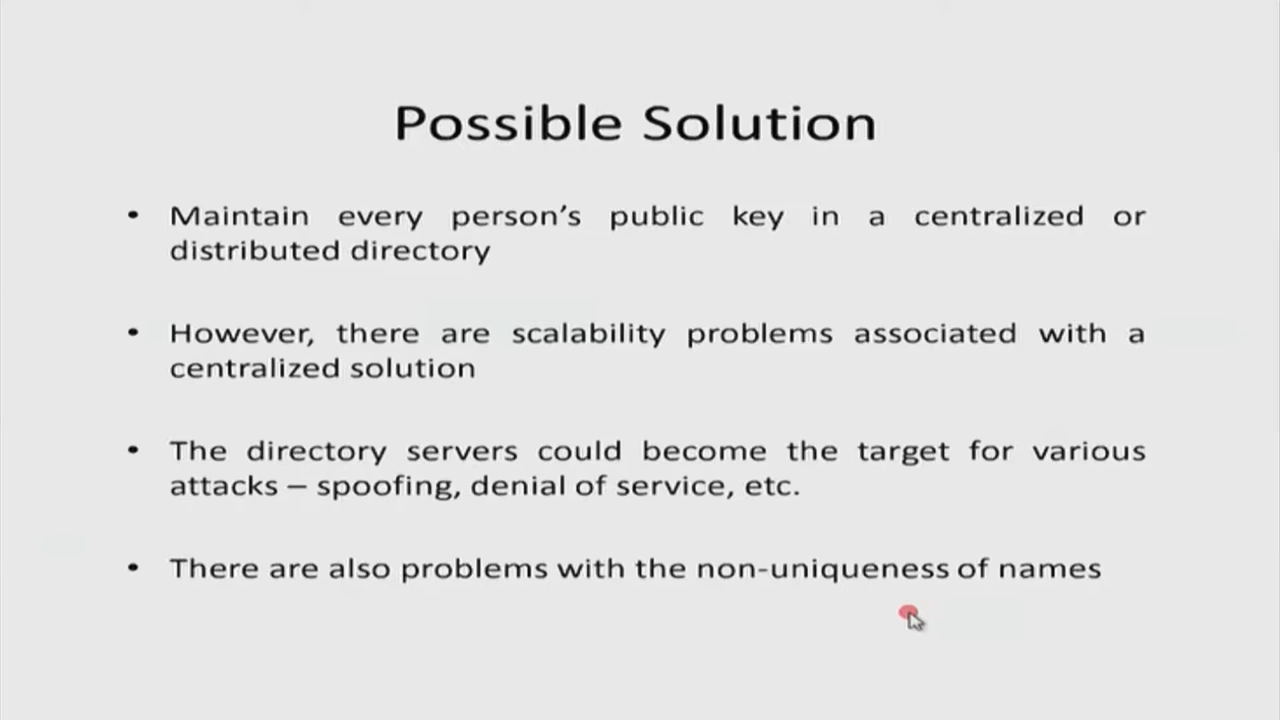 Possible Solution
• Maintain every person’s public key in a centralized or
distributed directory
• However, there are scalability problems associated with a
centralized solution
• The directory servers could become the target for various
attacks – spoofing, denial of service, etc.
• There are also problems with the non-uniqueness of names